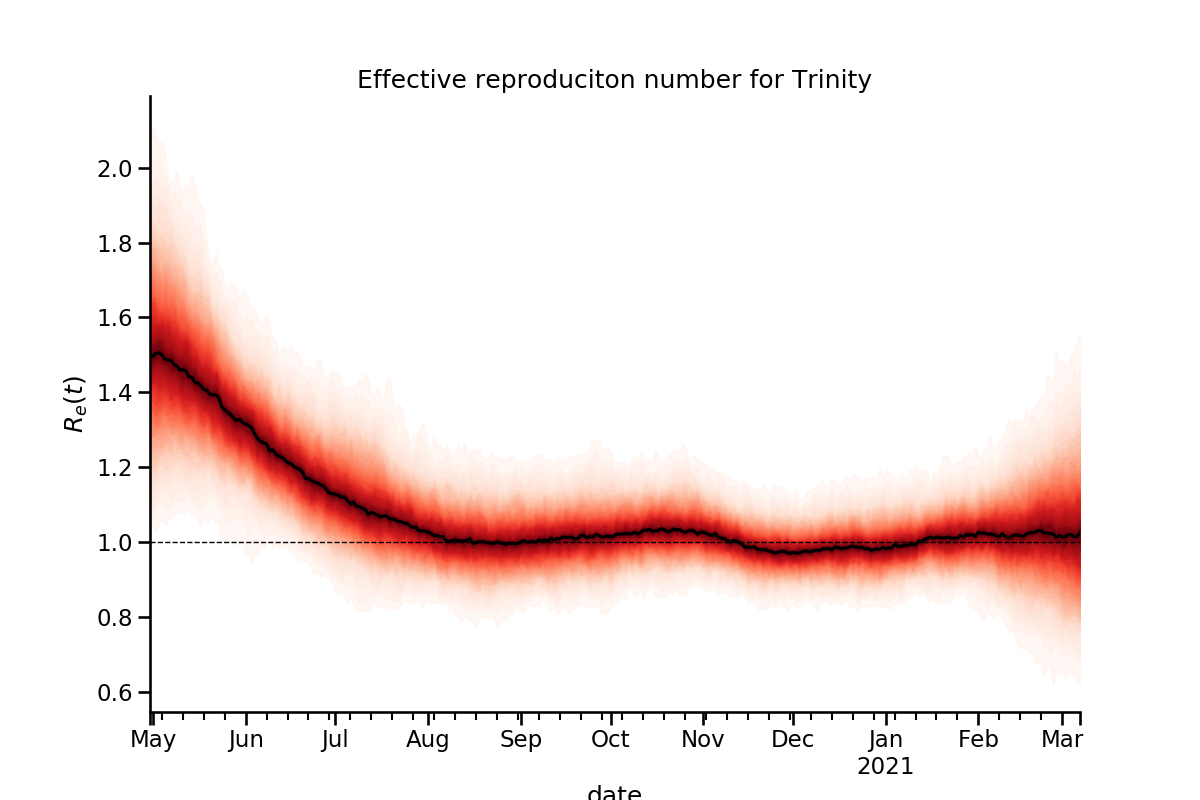 Effective reproduciton number for Trinity
2.0
1.8
1.6
1.4
1.2
1.0
0.8
0.6
R_e(t)
May Jun Jul Aug Sep Oct Nov Dec Jan Feb Mar
2021
date